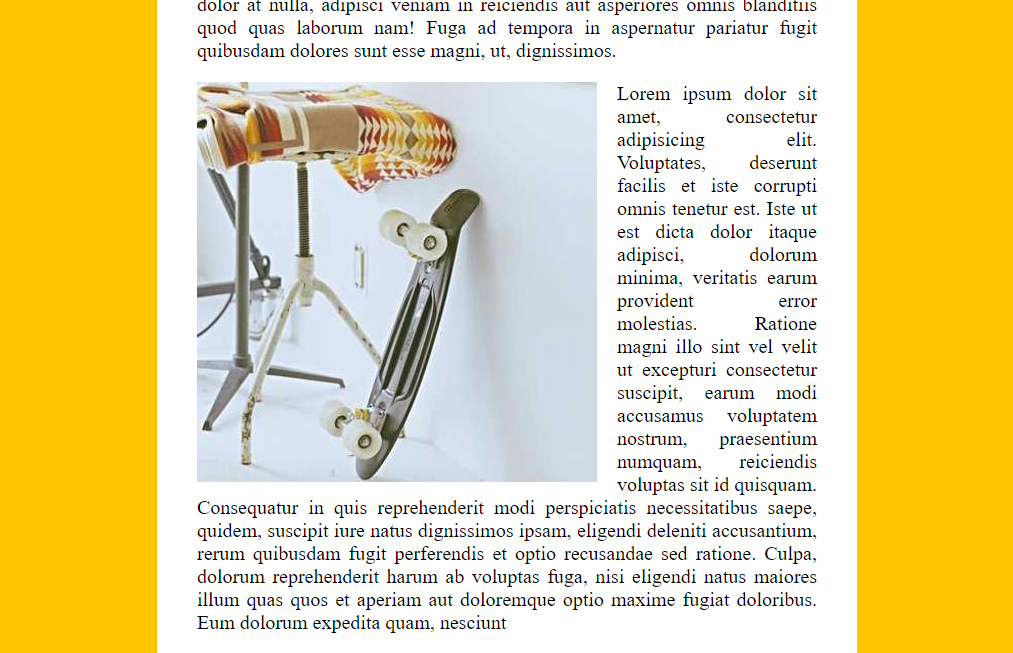 dolor at nulla, adipisci veniam in reiciendis aut asperiores omnis blanditiis
quod quas laborum nam! Fuga ad tempora in aspernatur pariatur fugit
quibusdam dolores sunt esse magni, ut, dignissimos.
Lorem ipsum dolor sit
amet, consectetur
adipisicing elit.
Voluptates, deserunt
facilis et iste corrupti
omnis tenetur est. Iste ut
est dicta dolor itaque
adipisci, dolorum
minima, veritatis earum
provident error
molestias. Ratione
magni illo sint vel velit
ut excepturi consectetur
suscipit, earum modi
accusamus voluptatem
nostrum, praesentium
numquam, reiciendis
voluptas sit id quisquam.
Consequatur in quis reprehenderit modi perspiciatis necessitatibus saepe,
quidem, suscipit iure natus dignissimos ipsam, eligendi deleniti accusantium,
rerum quibusdam fugit perferendis et optio recusandae sed ratione. Culpa,
dolorum reprehenderit harum ab voluptas fuga, nisi eligendi natus maiores
illum quas quos et aperiam aut doloremque optio maxime fugiat doloribus.
Eum dolorum expedita quam, nesciunt